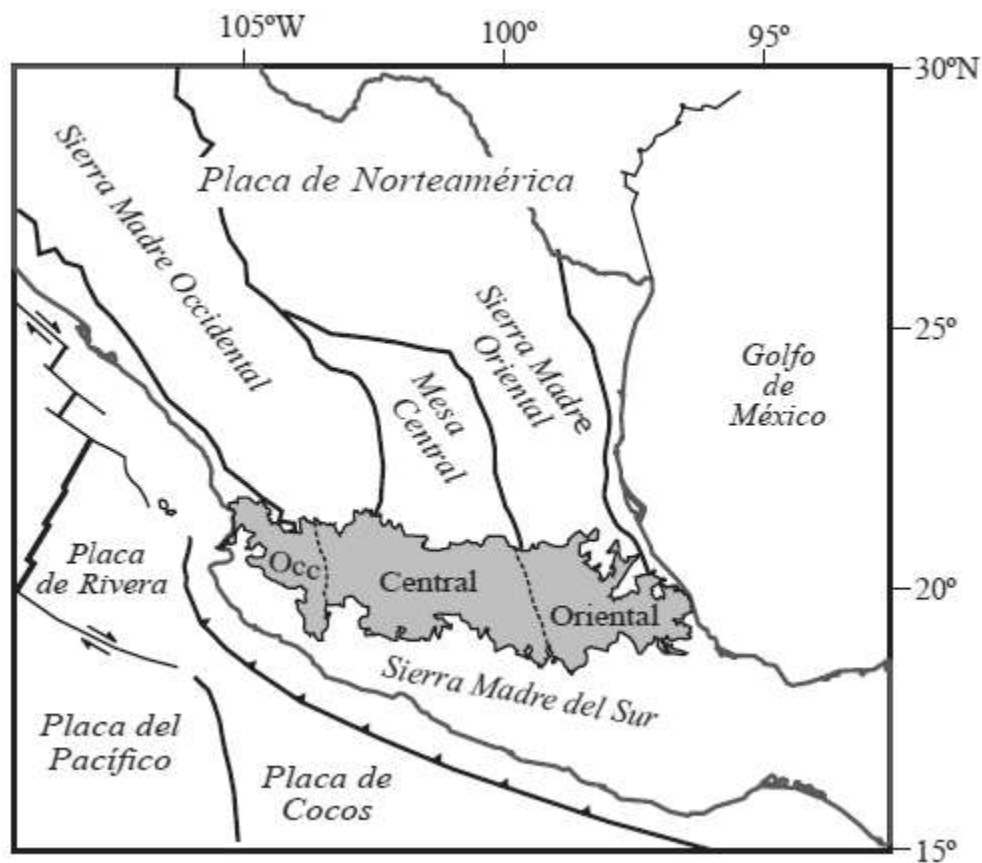 105ºW
100º
95º
30ºN
Sierra Madre Occidental
Placa de Norteamérica
Sierra Madre
Oriental
25º
Golfo
de
México
Mesa
Central
Placa
de Rivera
Occ
Central
Oriental
20º
Sierra Madre del Sur
Placa del
Pacífico
Placa de
Cocos
15º